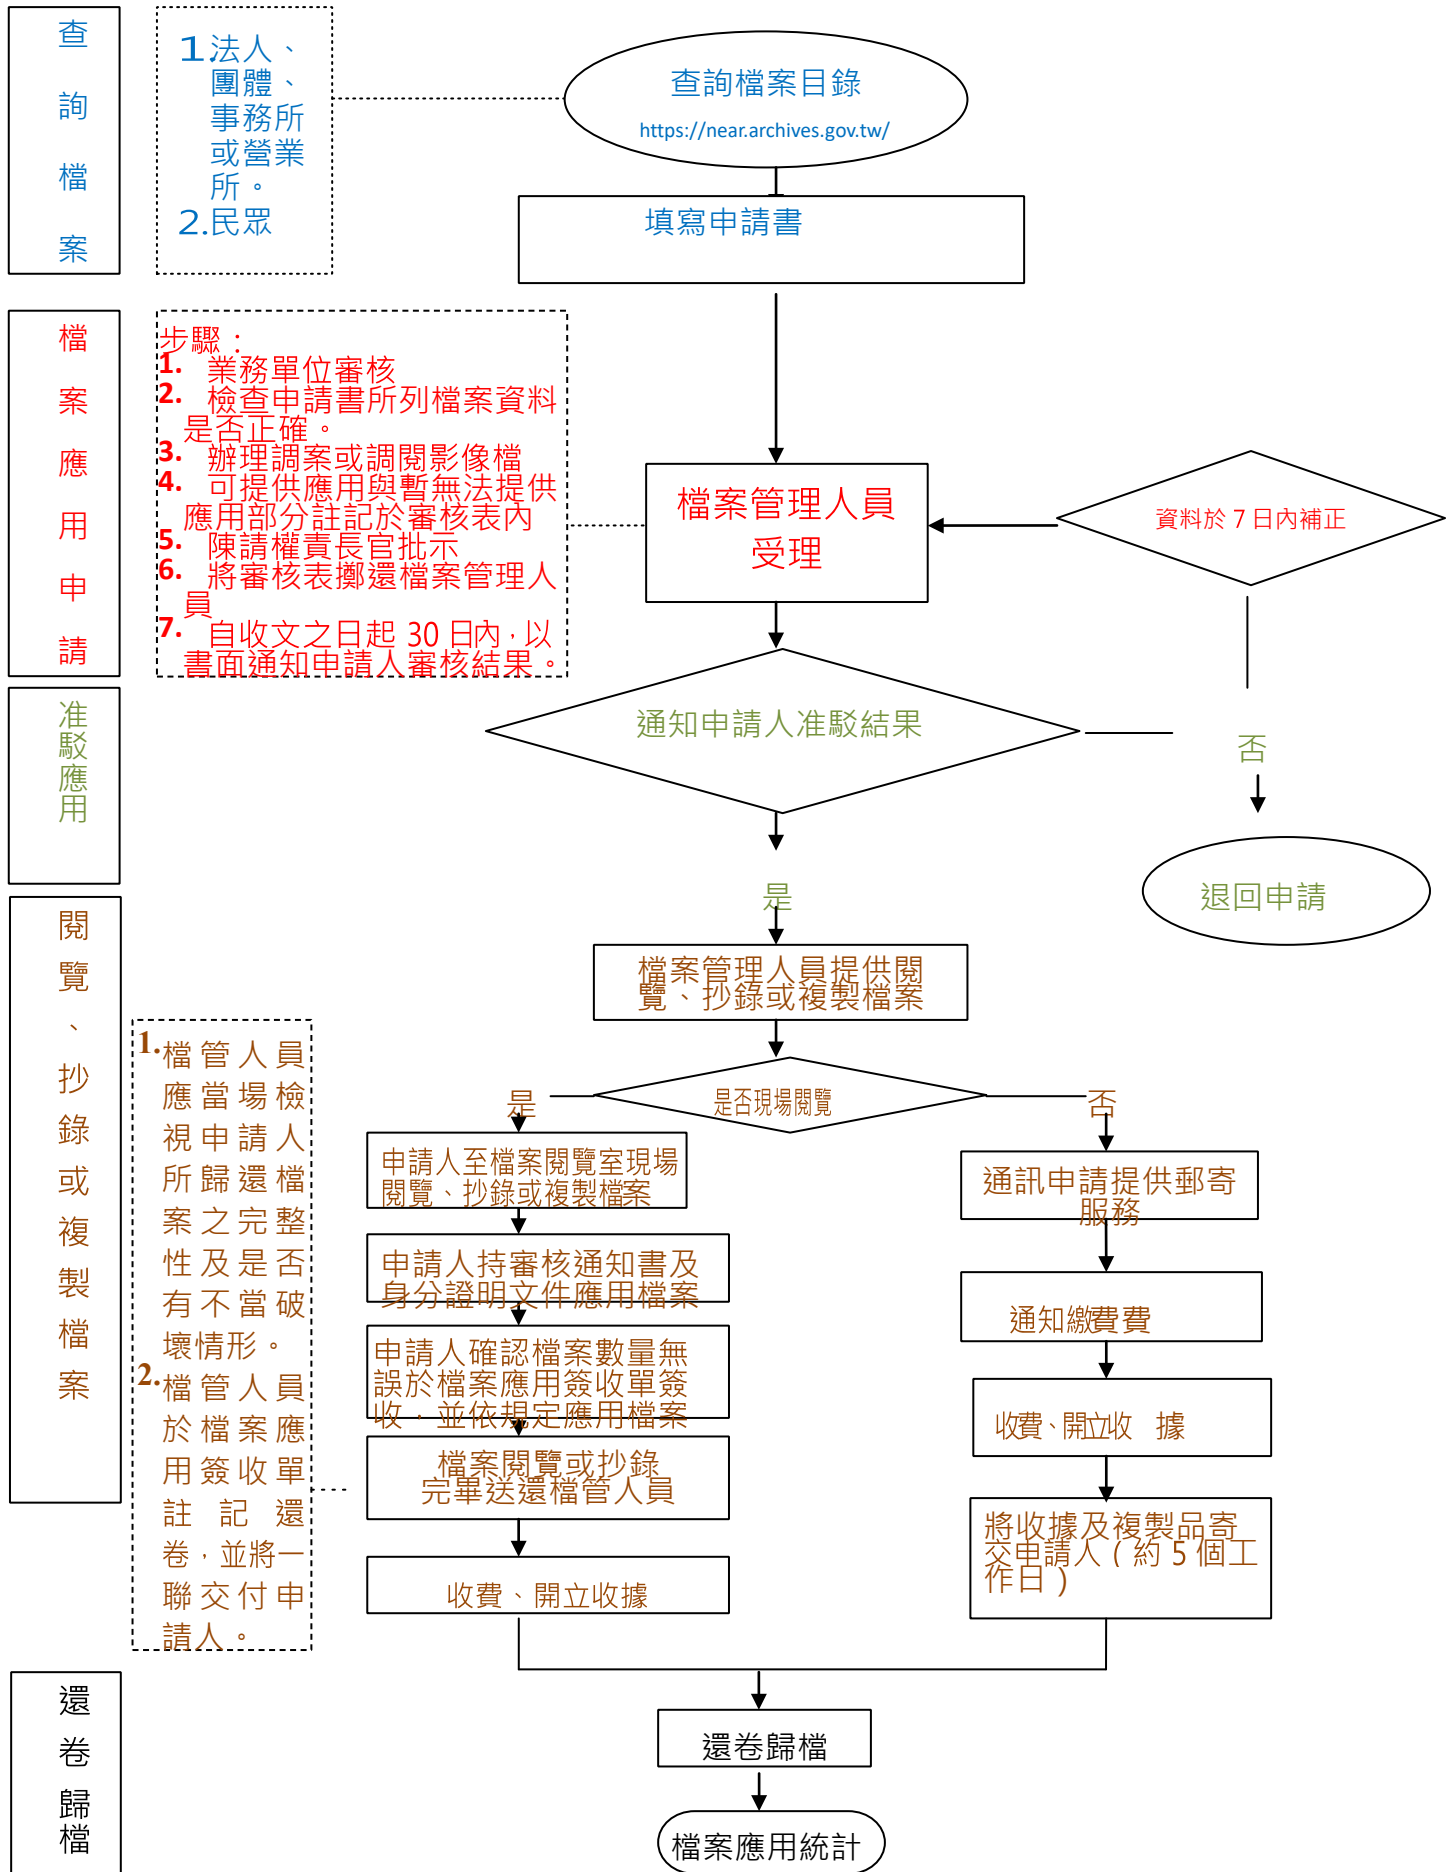 查詢檔案
1.法人、
團體、
事務所
或營業
所。
2.民眾
查詢檔案目錄
https://near.archives.gov.tw/
填寫申請書
檔案應用申請
步驟：
1. 業務單位審核
2. 檢查申請書所列檔案資料
是否正確。
3. 辦理調案或調閱影像檔
4. 可提供應用與暫無法提供
應用部分註記於審核表內
5. 陳請權責長官批示
6. 將審核表擲還檔案管理人
員
7. 自收文之日起 30 日內，以
書面通知申請人審核結果。
檔案管理人員
受理
資料於 7 日內補正
准駁應用
通知申請人准駁結果
否
退回申請
是
閱覽、抄錄或複製檔案
檔案管理人員提供閱
覽、抄錄或複製檔案
是否現場閱覽
是
否
1.檔管人員
應當場檢
視申請人
所歸還檔
案之完整
性及是否
有不當破
壞情形。
2.檔管人員
於檔案應
用簽收單
註記還
卷，並將一
聯交付申
請人。
申請人至檔案閱覽室現場
閱覽、抄錄或複製檔案
申請人持審核通知書及
身分證明文件應用檔案
申請人確認檔案數量無
誤於檔案應用簽收單簽
收，並依規定應用檔案
檔案閱覽或抄錄
完畢送還檔管人員
收費、開立收據
通訊申請提供郵寄
服務
通知繳費費
收費、開立收 據
將收據及複製品寄
交申請人（約 5 個工
作日）
還卷歸檔
還卷歸檔
檔案應用統計